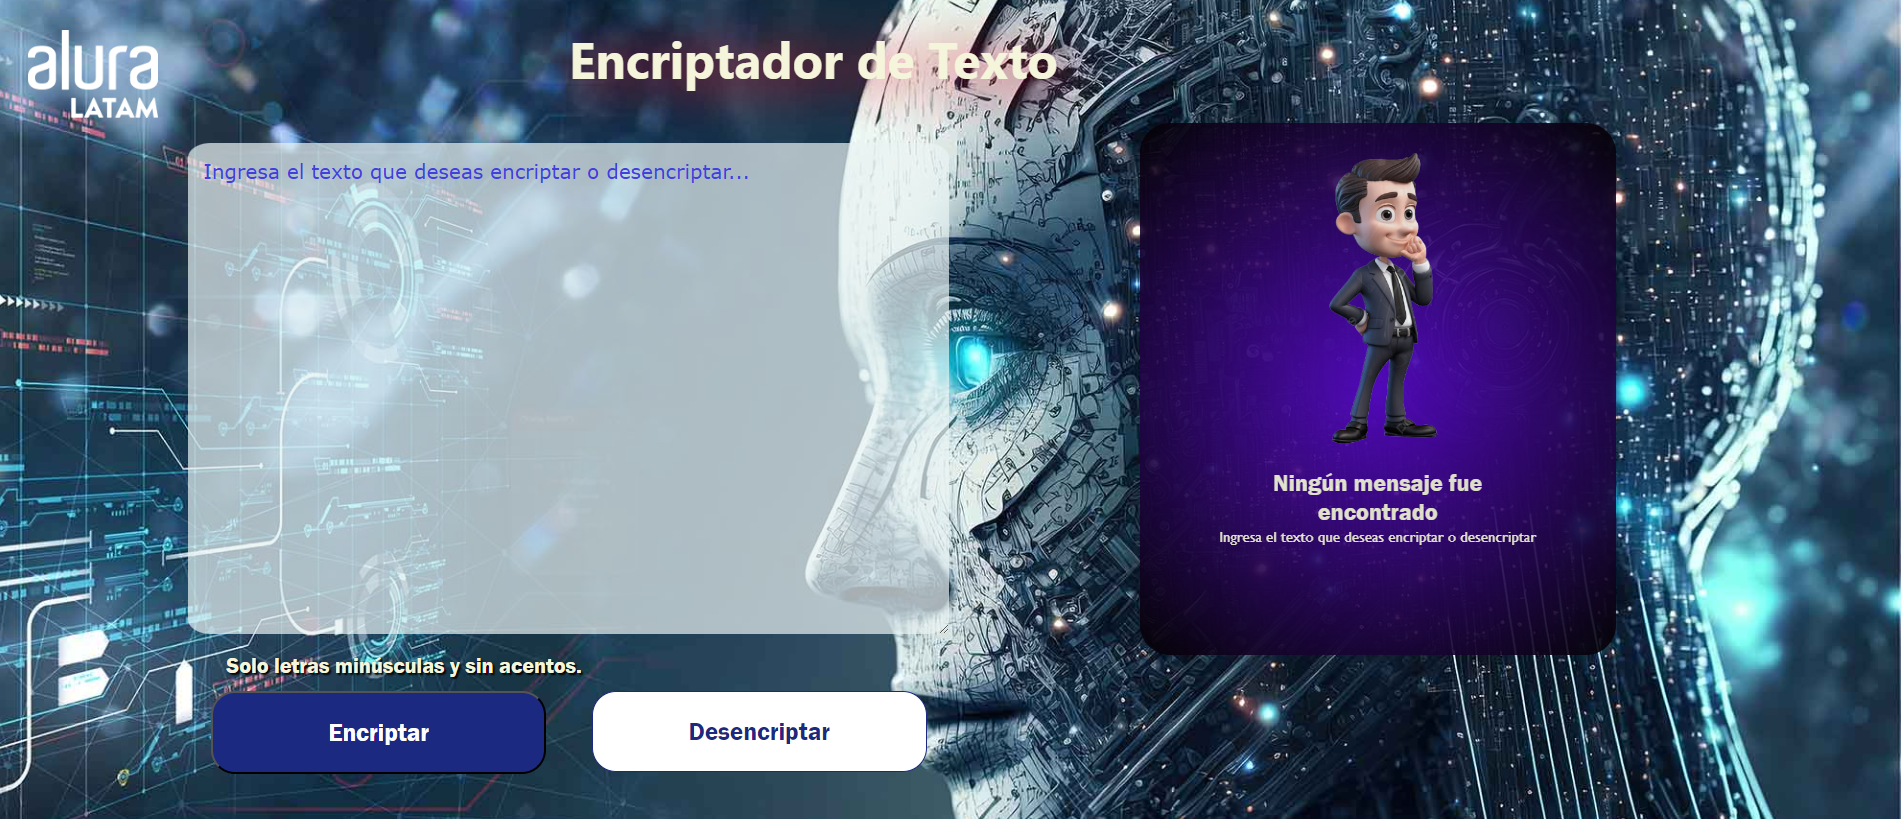 alura
LATAM
Encriptador de Texto
Ingresa el texto que deseas encriptar o desencriptar...
Ningún mensaje fue
encontrado
Ingresa el texto que deseas encriptar o desencriptar
Solo letras minúsculas y sin acentos.
Encriptar
Desencriptar